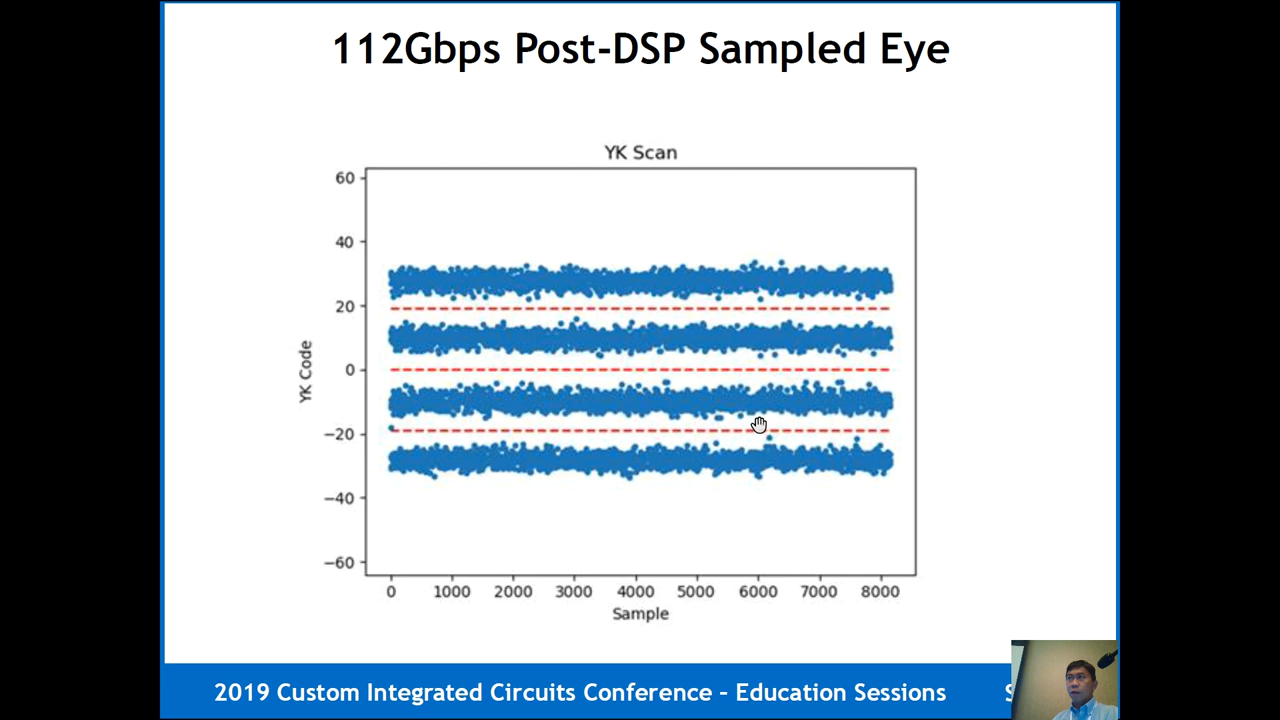 112Gbps Post-DSP Sampled Eye
YK Scan
60
40
20
0
−20
−40
−60
YK Code
0 1000 2000 3000 4000 5000 6000 7000 8000
Sample
2019 Custom Integrated Circuits Conference - Education Sessions